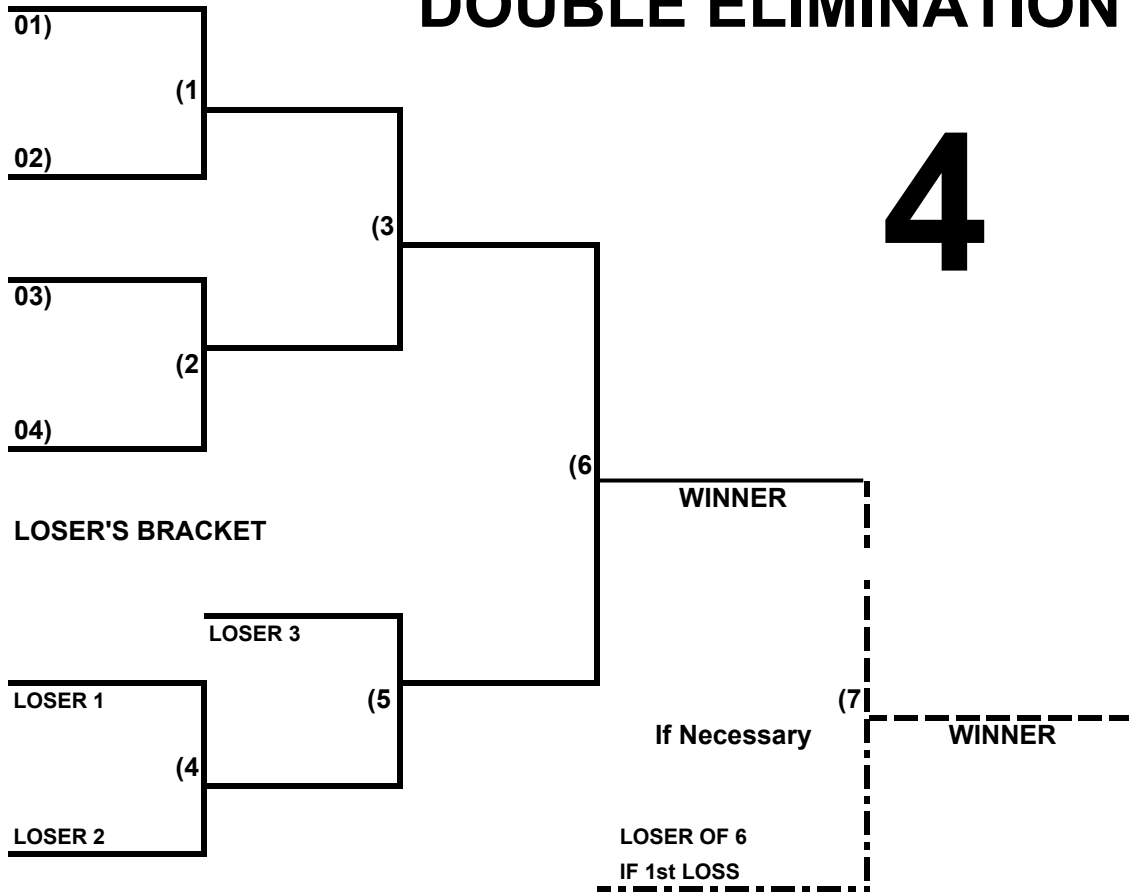 DOUBLE ELIMINATION
01)
(1
02)
4
(3
03)
(2
04)
(6
WINNER
LOSER'S BRACKET
LOSER 3
LOSER 1
(5
(7
If Necessary
WINNER
(4
LOSER 2
LOSER OF 6
IF 1st LOSS